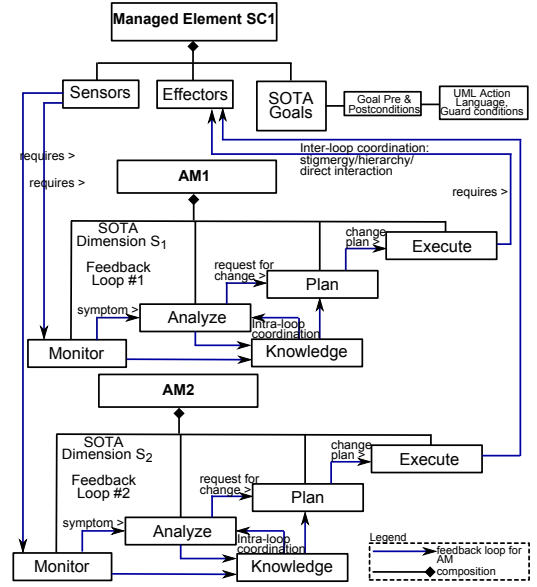 Managed Element SC1
Sensors
Effectors
SOTA
Goals
Goal Pre &
Postconditions
UML Action
Language,
Guard conditions
Inter-loop coordination:
stigmergy/hierarchy/
direct interaction
requires >
requires >
requires >
AM1
SOTA
Dimension S1
Feedback
Loop #1
change
plan >
Execute
request for
change >
Plan
symptom >
Analyze
Intra-loop
coordination
Monitor
Knowledge
AM2
SOTA
Dimension S2
Feedback
Loop #2
change
plan >
Execute
request for
change >
Plan
symptom >
Analyze
Intra-loop
coordination
Monitor
Knowledge
Legend
feedback loop for
AM
composition